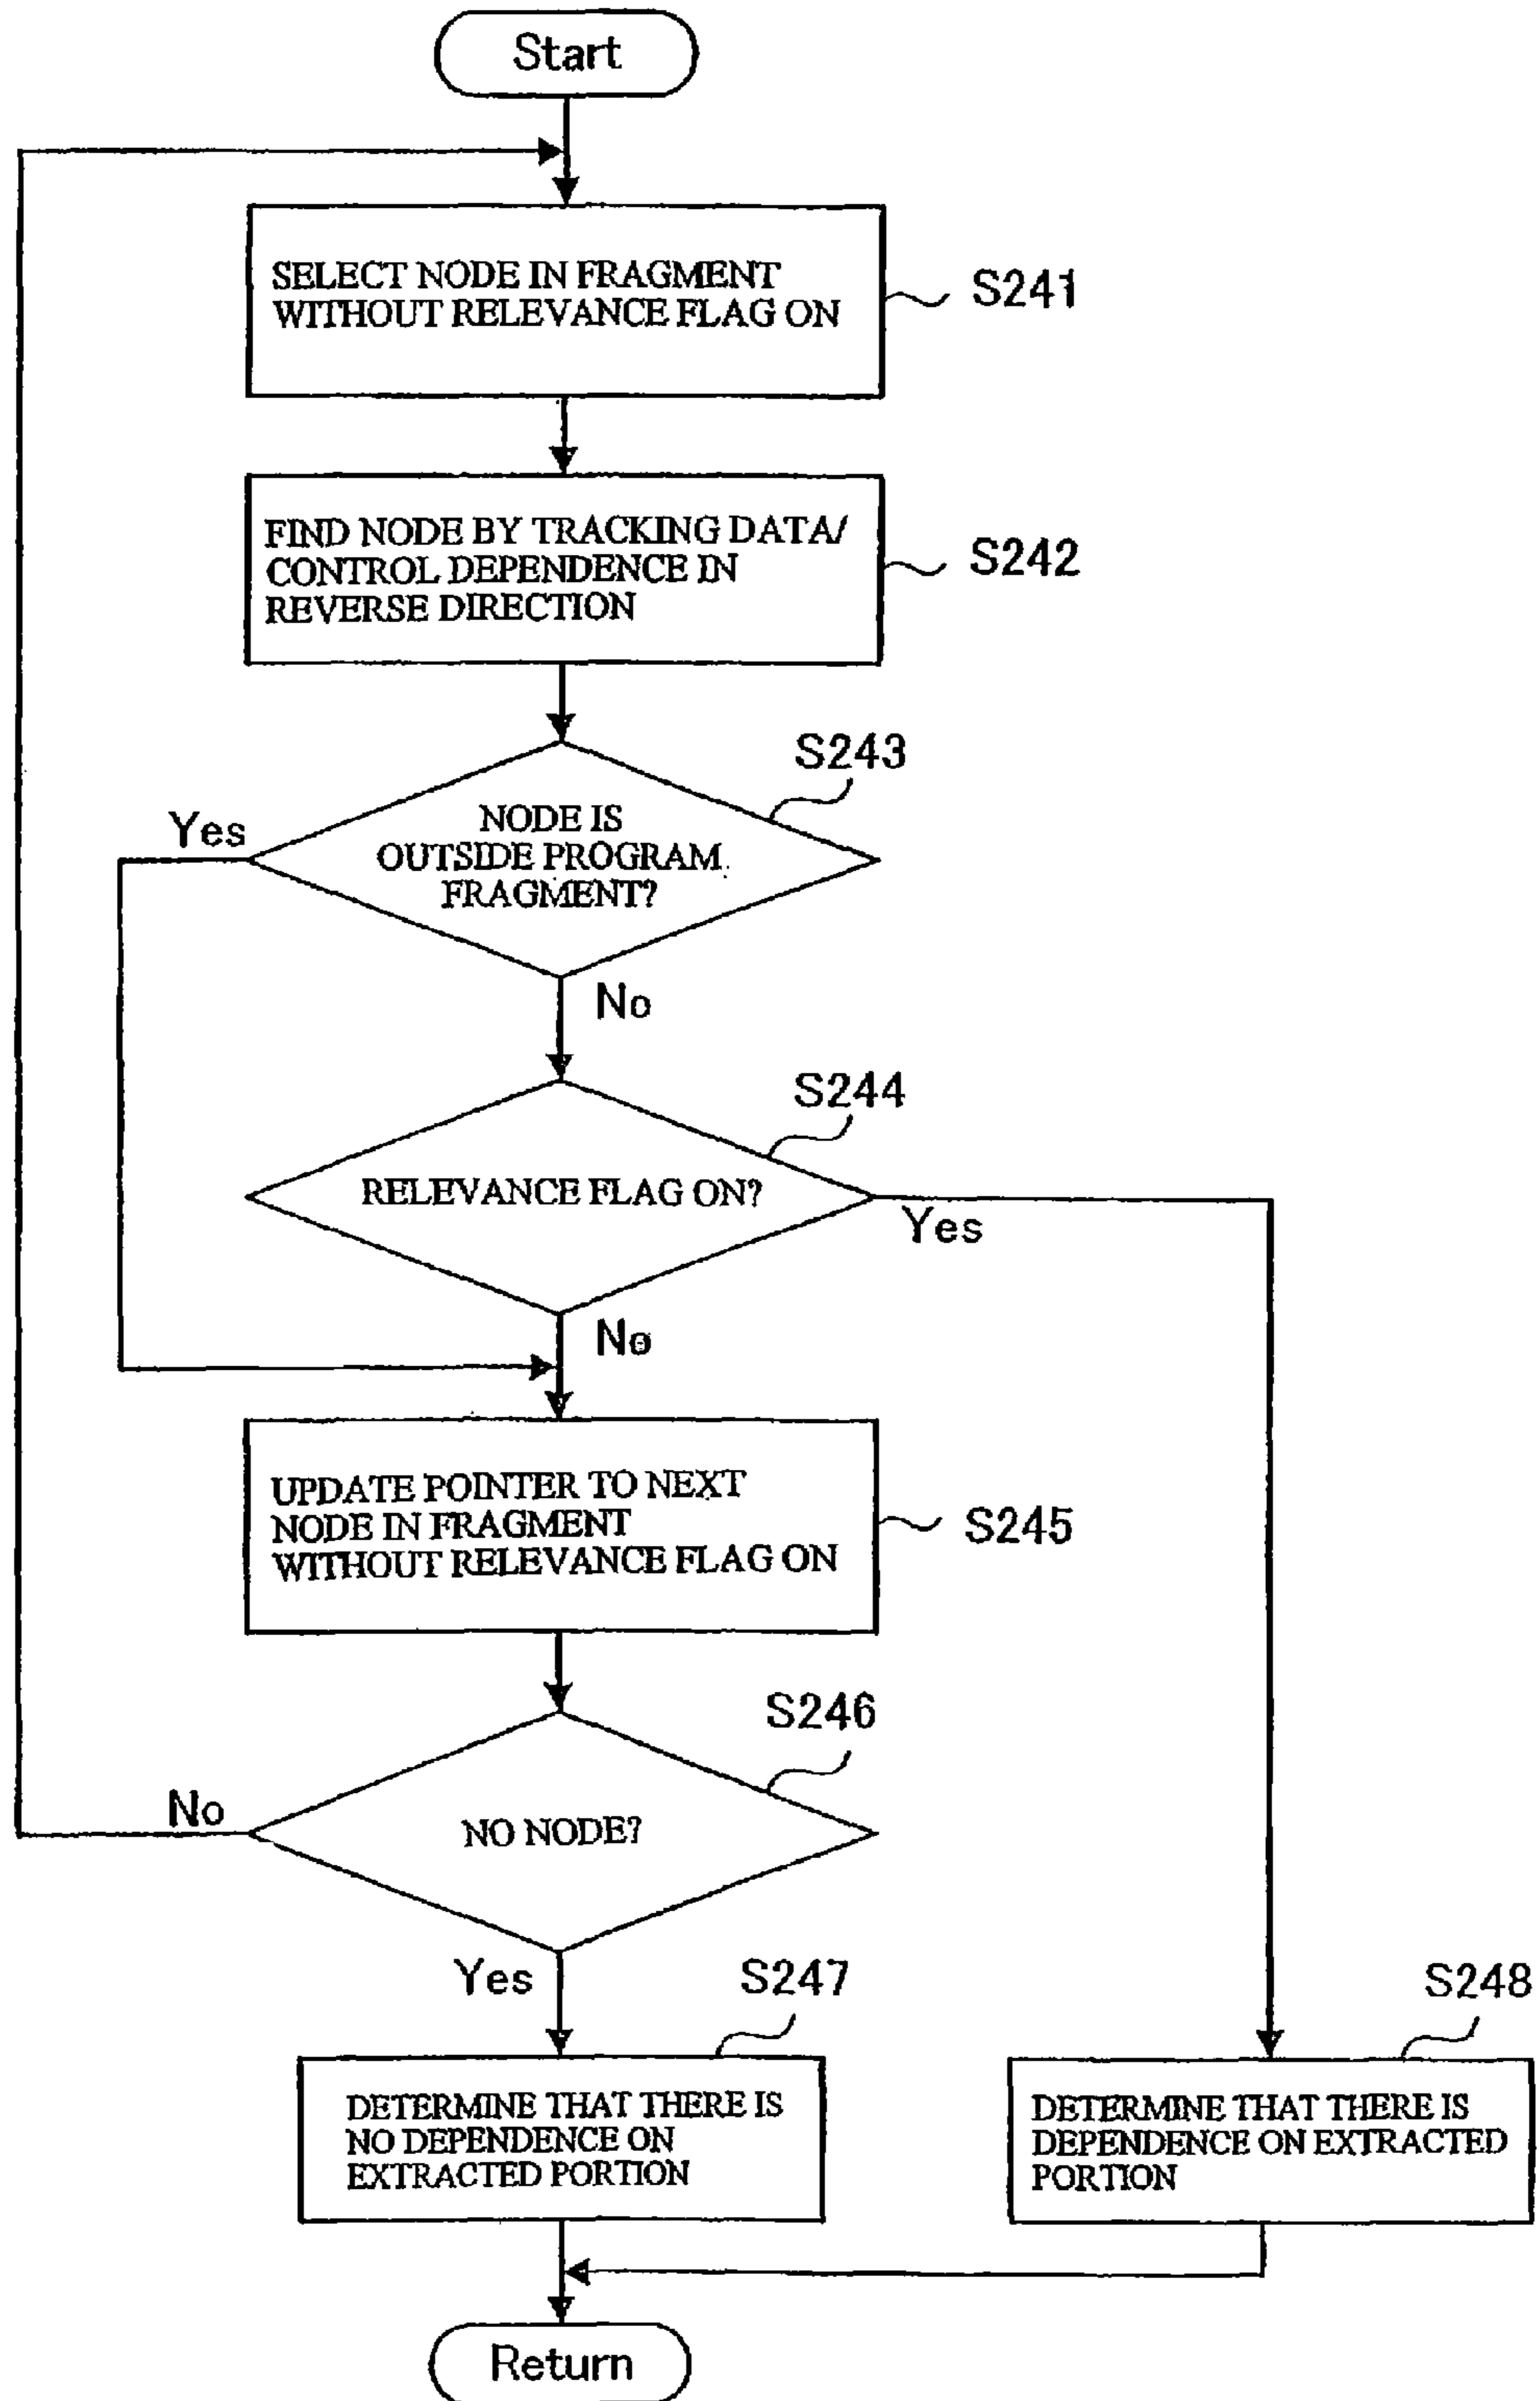 Start
SELECT NODE IN FRAGMENT
WITHOUT RELEVANCE FLAG ON
S241
FIND NODE BY TRACKING DATA/
CONTROL DEPENDENCE IN
REVERSE DIRECTION
S242
S243
Yes
NODE IS
OUTSIDE PROGRAM
FRAGMENT?
No
S244
RELEVANCE FLAG ON?
Yes
No
UPDATE POINTER TO NEXT
NODE IN FRAGMENT
WITHOUT RELEVANCE FLAG ON
S245
S246
No
NO NODE?
Yes
S247
S248
DETERMINE THAT THERE IS
NO DEPENDENCE ON
EXTRACTED PORTION
DETERMINE THAT THERE IS
DEPENDENCE ON EXTRACTED
PORTION
Return